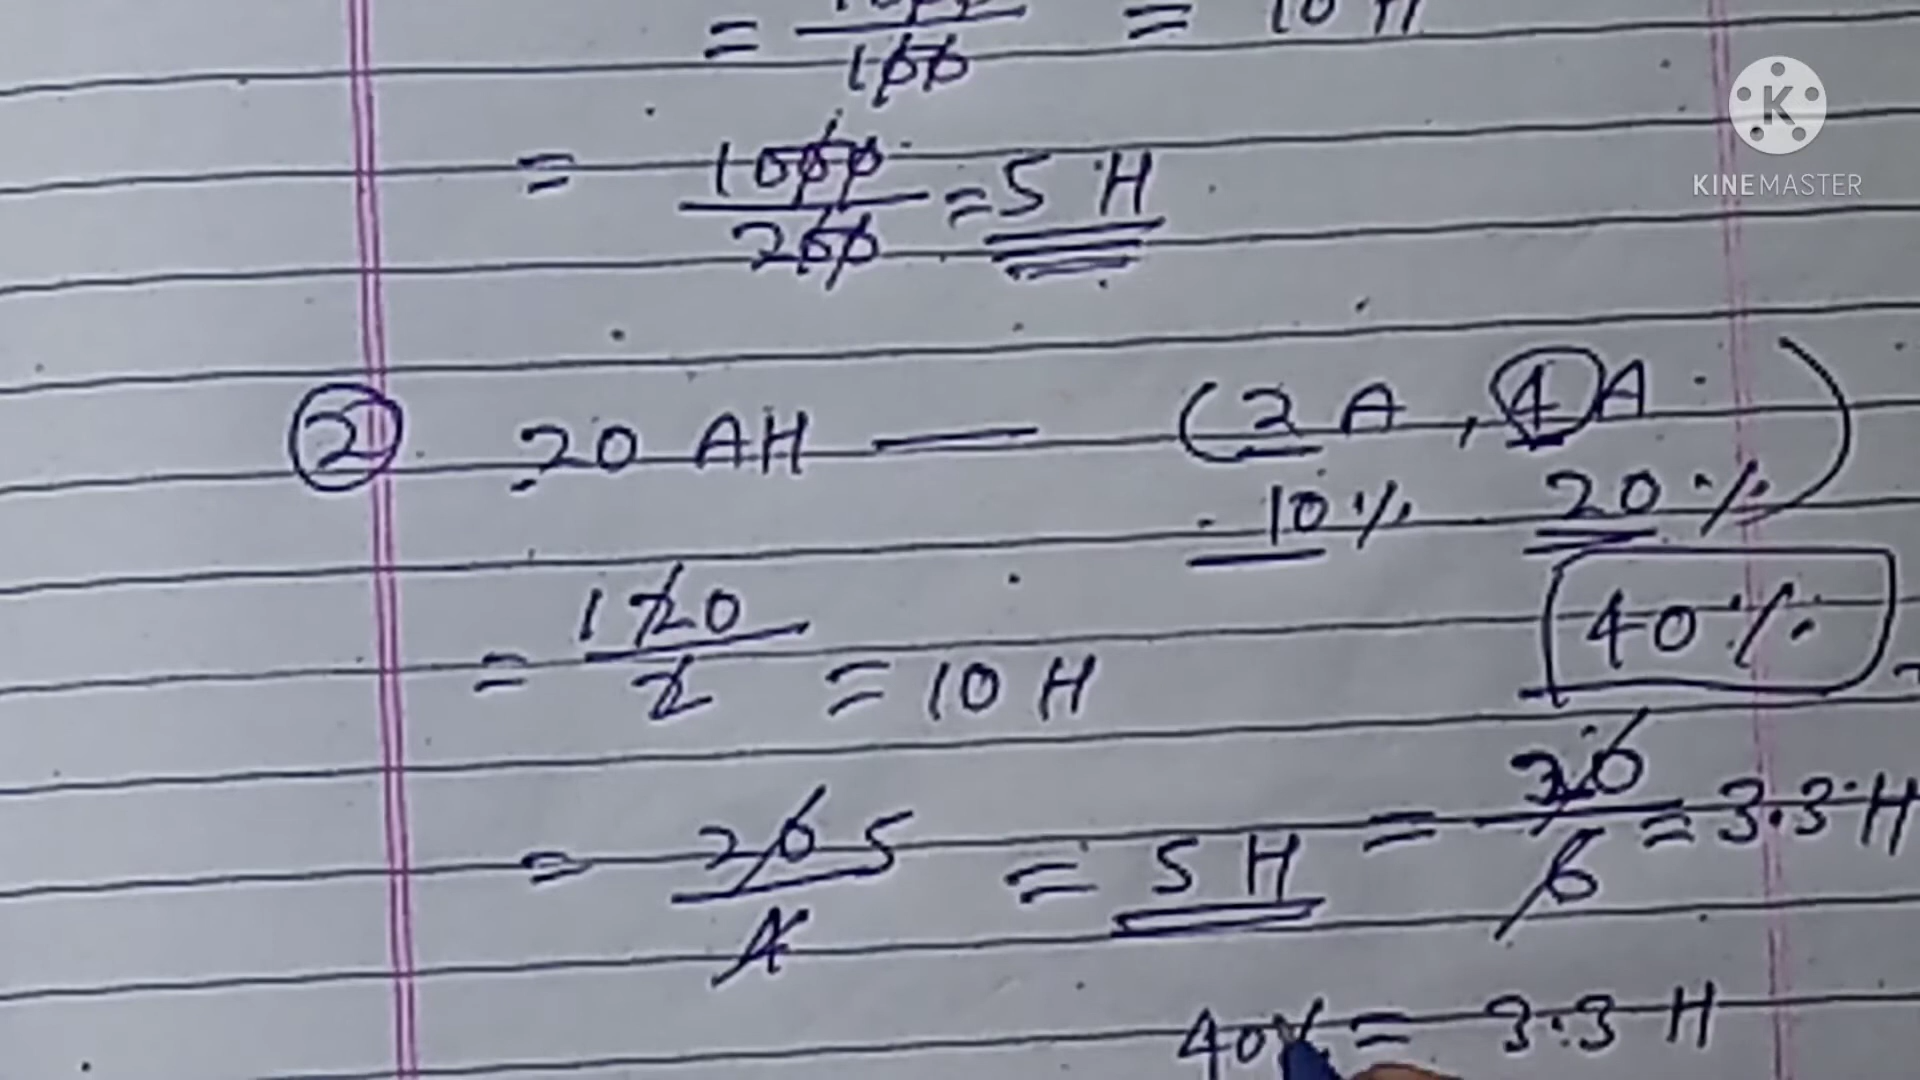 = 1000/100 = 10 H
KINEMASTER
= 1000/200 = 5 H
② 20 AH — (2 A, 4 A)
10% 20%
40%
= 120/2 = 10 H
= 20 5/4 = 5 H = 20/6 = 3.3 H
40% = 3.3 H